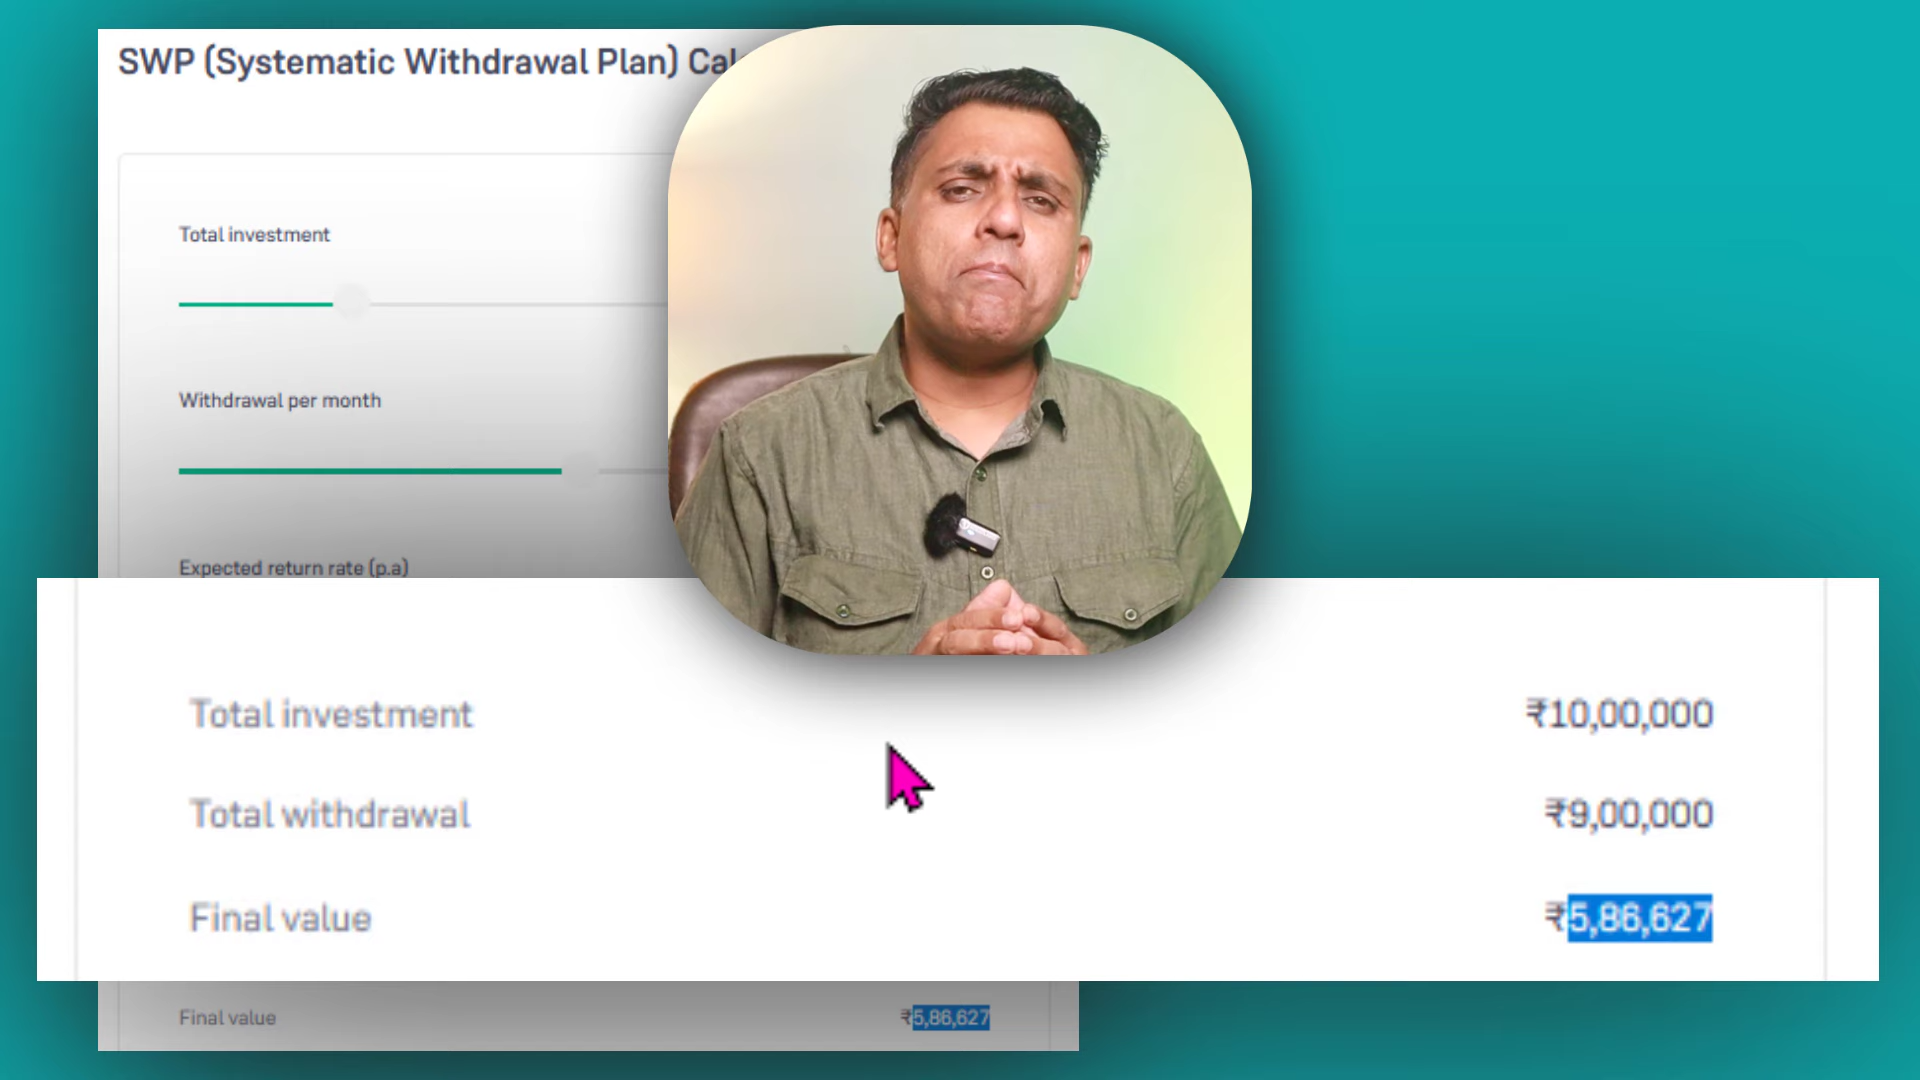 SWP (Systematic Withdrawal Plan)
Total investment
Withdrawal per month
Expected return rate (p.a)
Total investment ₹10,00,000
Total withdrawal ₹9,00,000
Final value ₹5,86,627
Final value ₹5,86,627